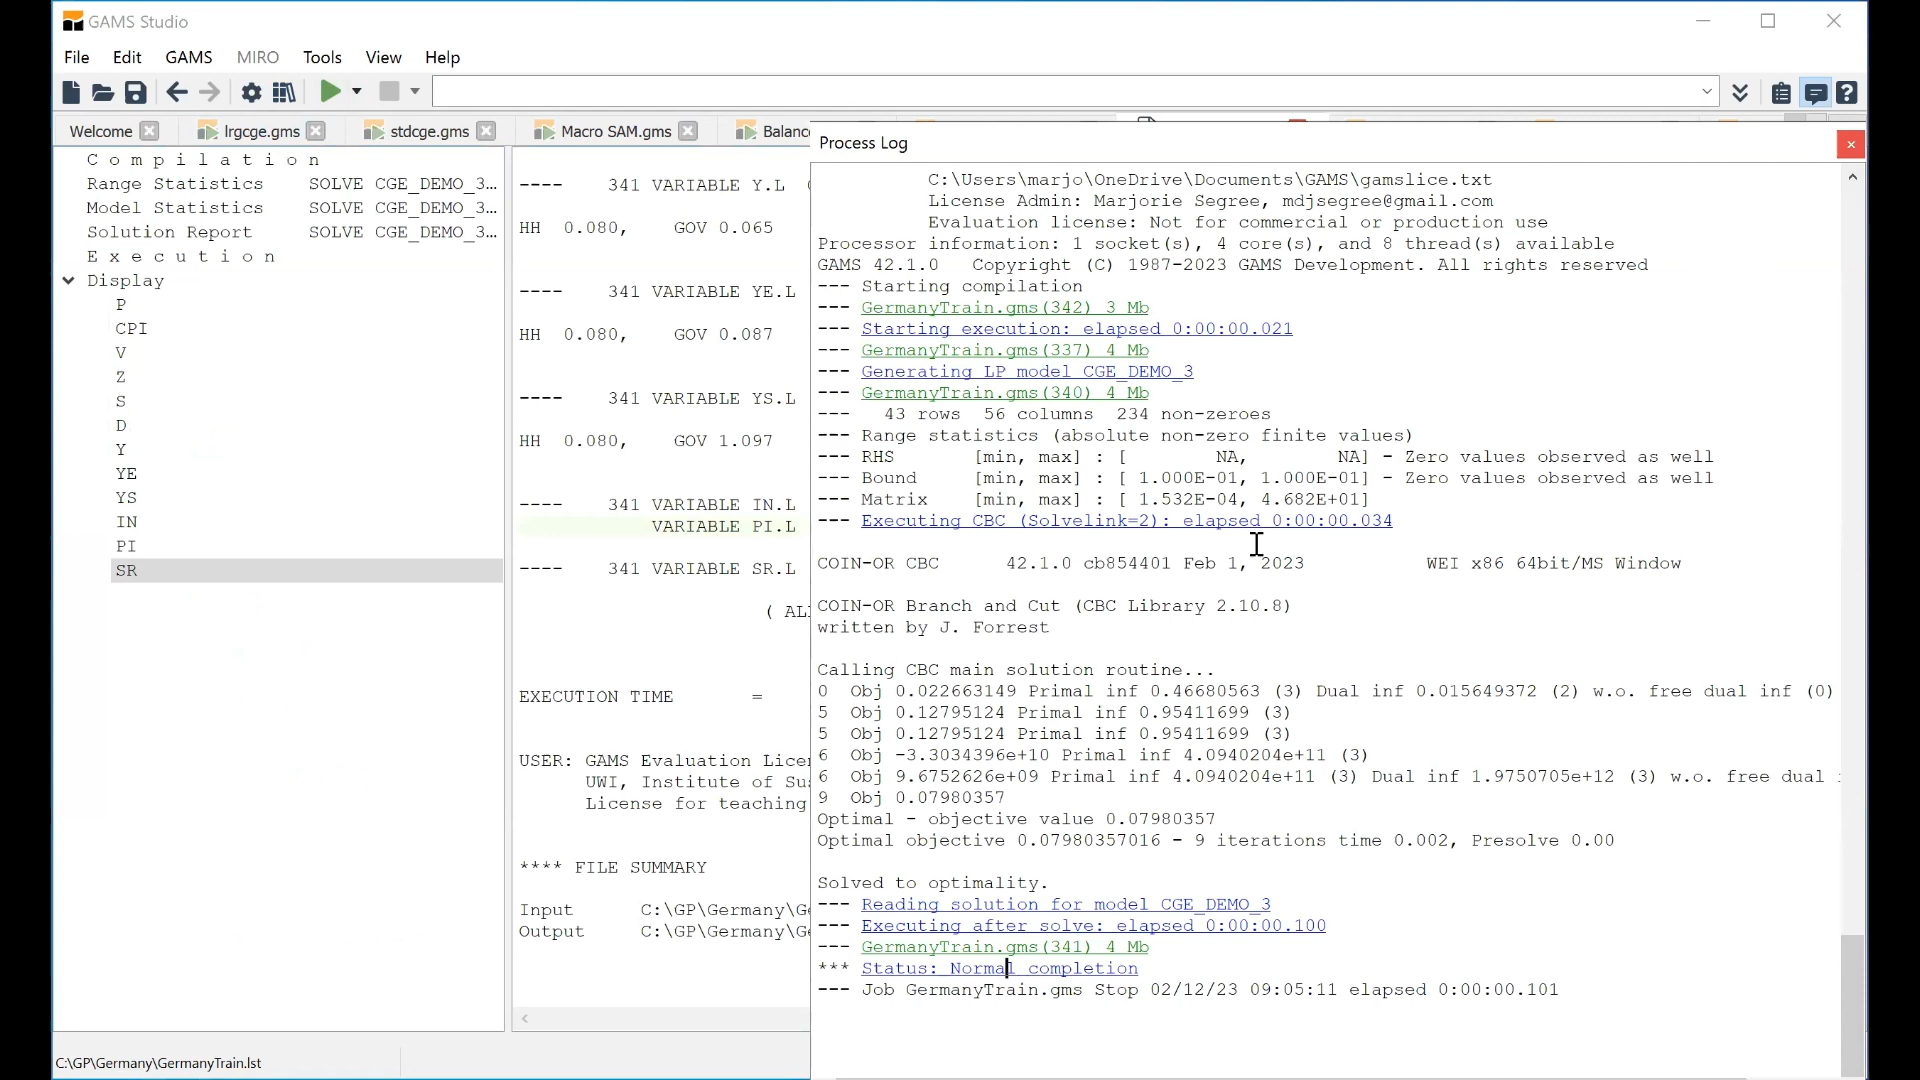 GAMS Studio
File Edit GAMS MIRO Tools View Help
Welcome lrgcge.gms stdcge.gms Macro SAM.gms Balance
C o m p i l a t i o n
Range Statistics SOLVE CGE_DEMO_3...
Model Statistics SOLVE CGE_DEMO_3...
Solution Report SOLVE CGE_DEMO_3...
E x e c u t i o n
Display
P
CPI
V
Z
S
D
Y
YE
YS
IN
PI
SR
---- 341 VARIABLE Y.L
HH 0.080, GOV 0.065
---- 341 VARIABLE YE.L
HH 0.080, GOV 0.087
---- 341 VARIABLE YS.L
HH 0.080, GOV 1.097
---- 341 VARIABLE IN.L
VARIABLE PI.L
---- 341 VARIABLE SR.L
( ALL
EXECUTION TIME =
USER: GAMS Evaluation Licen
UWI, Institute of Sus
License for teaching
**** FILE SUMMARY
Input C:\GP\Germany\Ge
Output C:\GP\Germany\Ge
Process Log
C:\Users\marjo\OneDrive\Documents\GAMS\gamslice.txt
License Admin: Marjorie Segree, mdjsegree@gmail.com
Evaluation license: Not for commercial or production use
Processor information: 1 socket(s), 4 core(s), and 8 thread(s) available
GAMS 42.1.0 Copyright (C) 1987-2023 GAMS Development. All rights reserved
--- Starting compilation
--- GermanyTrain.gms(342) 3 Mb
--- Starting execution: elapsed 0:00:00.021
--- GermanyTrain.gms(337) 4 Mb
--- Generating LP model CGE_DEMO_3
--- GermanyTrain.gms(340) 4 Mb
--- 43 rows 56 columns 234 non-zeroes
--- Range statistics (absolute non-zero finite values)
--- RHS [min, max] : [ NA, NA] - Zero values observed as well
--- Bound [min, max] : [ 1.000E-01, 1.000E-01] - Zero values observed as well
--- Matrix [min, max] : [ 1.532E-04, 4.682E+01]
--- Executing CBC (Solvelink=2): elapsed 0:00:00.034
COIN-OR CBC 42.1.0 cb854401 Feb 1, 2023 WEI x86 64bit/MS Window
COIN-OR Branch and Cut (CBC Library 2.10.8)
written by J. Forrest
Calling CBC main solution routine...
0 Obj 0.022663149 Primal inf 0.46680563 (3) Dual inf 0.015649372 (2) w.o. free dual inf (0)
5 Obj 0.12795124 Primal inf 0.95411699 (3)
5 Obj 0.12795124 Primal inf 0.95411699 (3)
6 Obj -3.3034396e+10 Primal inf 4.0940204e+11 (3)
6 Obj 9.6752626e+09 Primal inf 4.0940204e+11 (3) Dual inf 1.9750705e+12 (3) w.o. free dual
9 Obj 0.07980357
Optimal - objective value 0.07980357
Optimal objective 0.07980357016 - 9 iterations time 0.002, Presolve 0.00
Solved to optimality.
--- Reading solution for model CGE_DEMO_3
--- Executing after solve: elapsed 0:00:00.100
--- GermanyTrain.gms(341) 4 Mb
*** Status: Normal completion
--- Job GermanyTrain.gms Stop 02/12/23 09:05:11 elapsed 0:00:00.101
C:\GP\Germany\GermanyTrain.lst